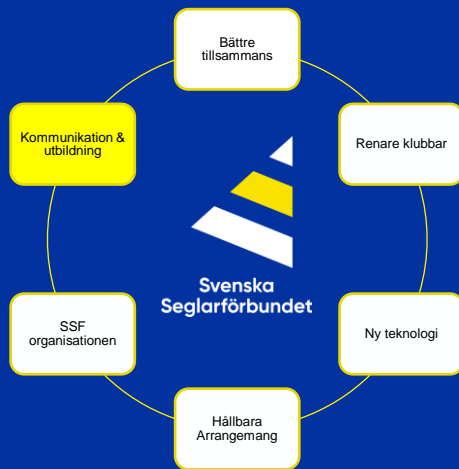 Bättre
tillsammans
Kommunikation &
utbildning
Renare klubbar
Svenska
Seglarförbundet
SSF
organisationen
Ny teknologi
Hållbara
Arrangemang